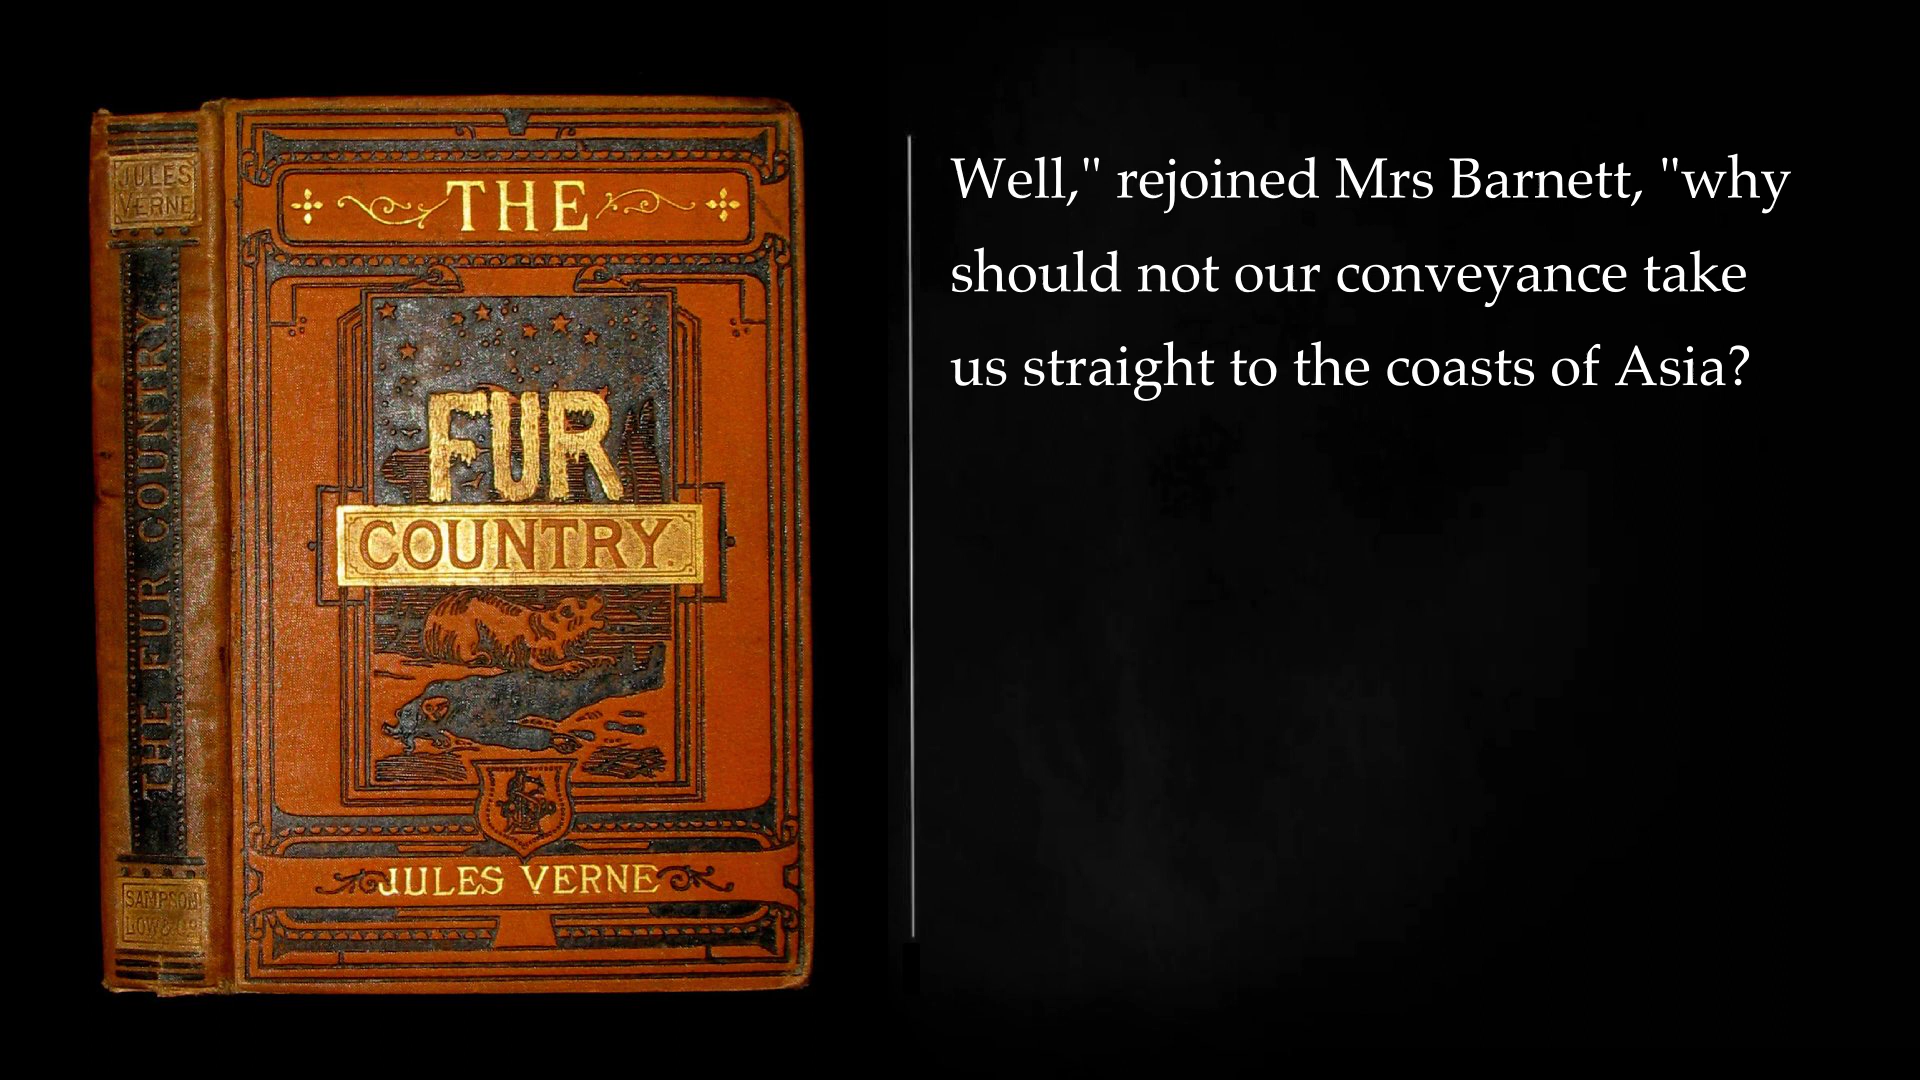 JULES
VERNE
THE FUR COUNTRY.
SAMPSON
LOW & Co
THE
FUR
COUNTRY.
JULES VERNE
Well," rejoined Mrs Barnett, "why
should not our conveyance take
us straight to the coasts of Asia?